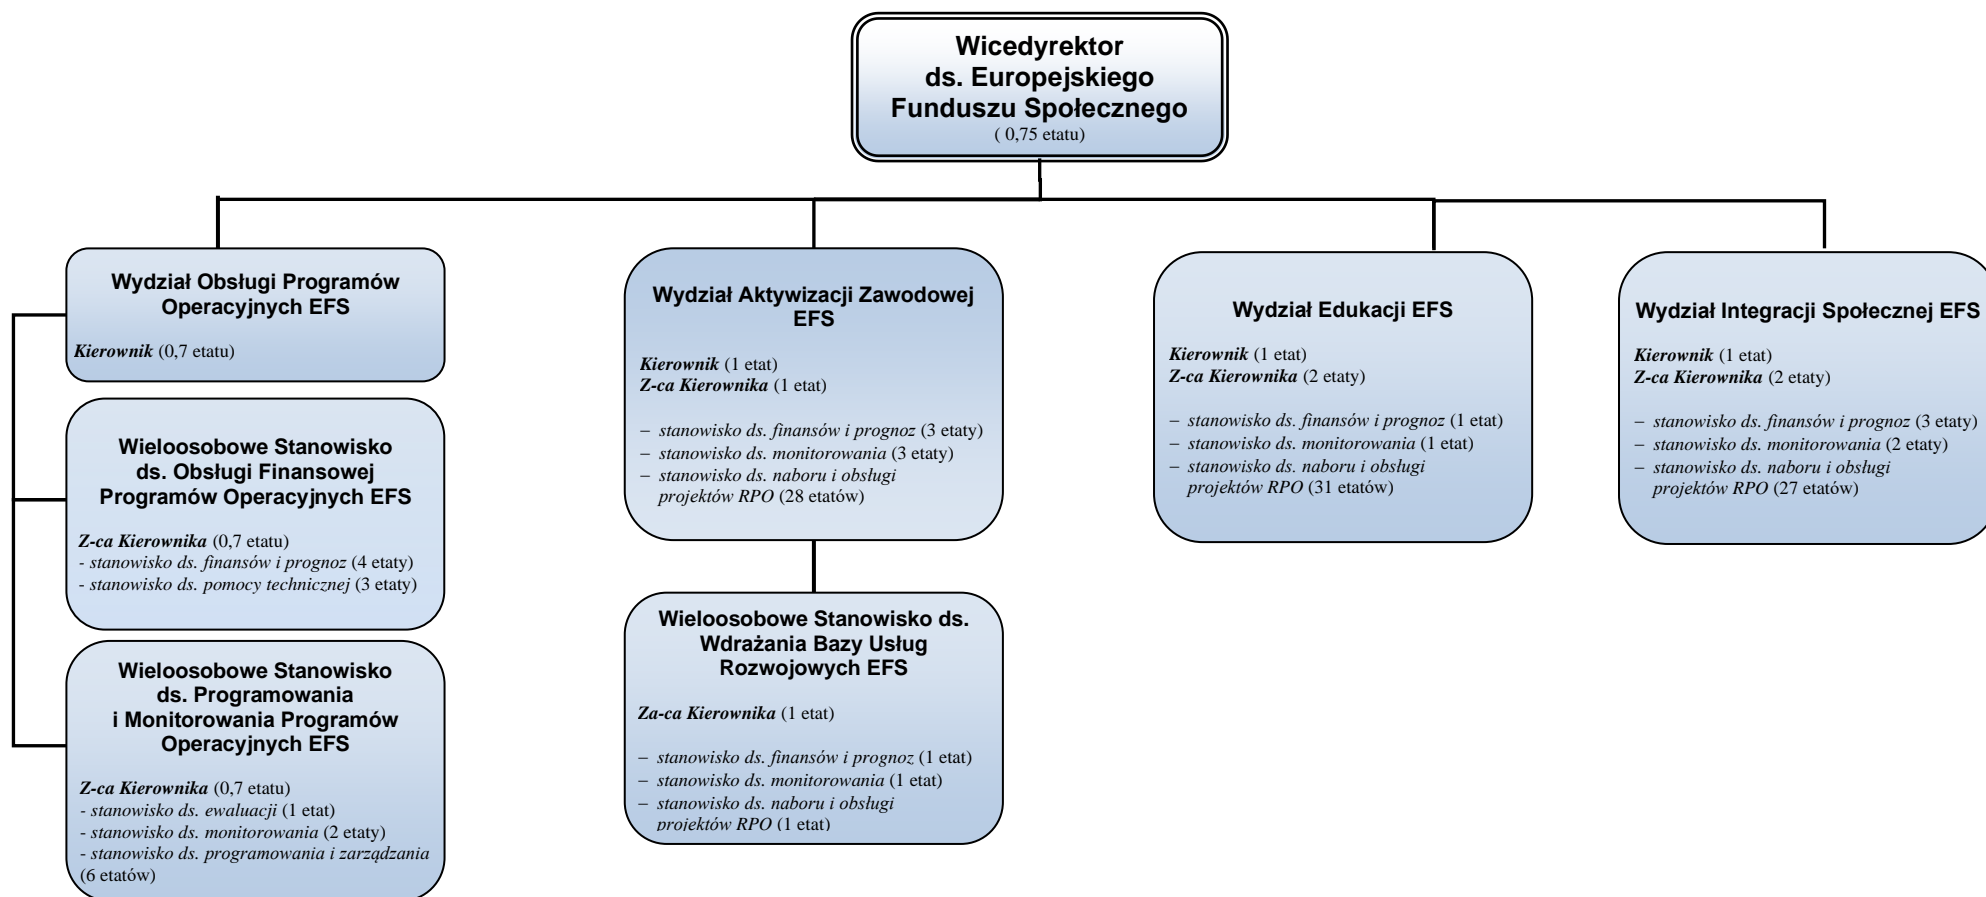 Wicedyrektor
ds. Europejskiego
Funduszu Społecznego
( 0,75 etatu)
Wydział Obsługi Programów
Operacyjnych EFS
Kierownik (0,7 etatu)
Wieloosobowe Stanowisko
ds. Obsługi Finansowej
Programów Operacyjnych EFS
Z-ca Kierownika (0,7 etatu)
- stanowisko ds. finansów i prognoz (4 etaty)
- stanowisko ds. pomocy technicznej (3 etaty)
Wieloosobowe Stanowisko
ds. Programowania
i Monitorowania Programów
Operacyjnych EFS
Z-ca Kierownika (0,7 etatu)
- stanowisko ds. ewaluacji (1 etat)
- stanowisko ds. monitorowania (2 etaty)
- stanowisko ds. programowania i zarządzania
(6 etatów)
Wydział Aktywizacji Zawodowej
EFS
Kierownik (1 etat)
Z-ca Kierownika (1 etat)
– stanowisko ds. finansów i prognoz (3 etaty)
– stanowisko ds. monitorowania (3 etaty)
– stanowisko ds. naboru i obsługi
projektów RPO (28 etatów)
Wieloosobowe Stanowisko ds.
Wdrażania Bazy Usług
Rozwojowych EFS
Za-ca Kierownika (1 etat)
– stanowisko ds. finansów i prognoz (1 etat)
– stanowisko ds. monitorowania (1 etat)
– stanowisko ds. naboru i obsługi
projektów RPO (1 etat)
Wydział Edukacji EFS
Kierownik (1 etat)
Z-ca Kierownika (2 etaty)
– stanowisko ds. finansów i prognoz (1 etat)
– stanowisko ds. monitorowania (1 etat)
– stanowisko ds. naboru i obsługi
projektów RPO (31 etatów)
Wydział Integracji Społecznej EFS
Kierownik (1 etat)
Z-ca Kierownika (2 etaty)
– stanowisko ds. finansów i prognoz (3 etaty)
– stanowisko ds. monitorowania (2 etaty)
– stanowisko ds. naboru i obsługi
projektów RPO (27 etatów)